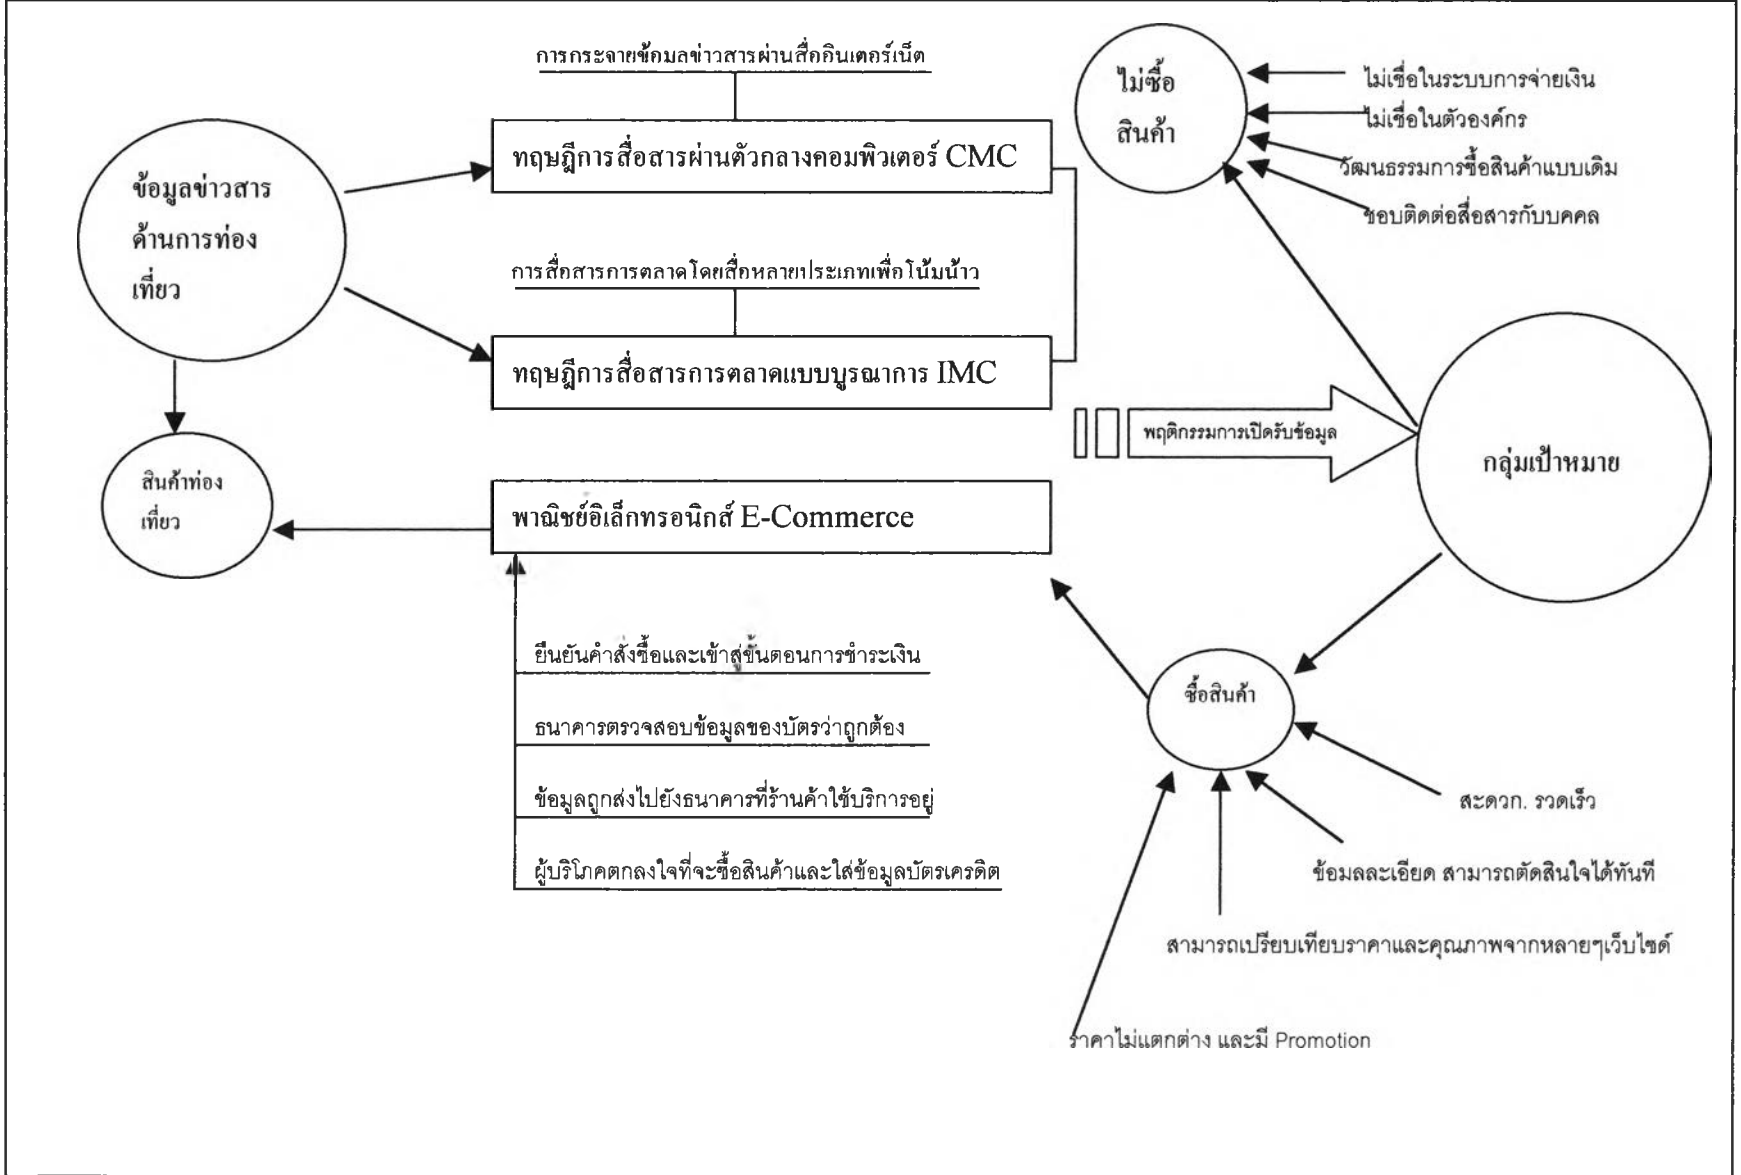 การกระจายข้อมูลข่าวสารผ่านสื่ออินเตอร์เน็ต
ทฤษฎีการสื่อสารผ่านตัวกลางคอมพิวเตอร์ CMC
ข้อมูลข่าวสาร
ด้านการท่อง
เที่ยว
การสื่อสารการตลาดโดยสื่อหลายประเภทเพื่อโน้มน้าว
ทฤษฎีการสื่อสารการตลาดแบบบูรณาการ IMC
สินค้าท่อง
เที่ยว
พาณิชย์อิเล็กทรอนิกส์ E-Commerce
ยืนยันคำสั่งซื้อและเข้าสู่ขั้นตอนการชำระเงิน
ธนาคารตรวจสอบข้อมูลของบัตรว่าถูกต้อง
ข้อมูลถูกส่งไปยังธนาคารที่ร้านค้าใช้บริการอยู่
ผู้บริโภคตกลงใจที่จะซื้อสินค้าและใส่ข้อมูลบัตรเครดิต
ไม่ซื้อ
สินค้า
ไม่เชื่อในระบบการจ่ายเงิน
ไม่เชื่อในตัวองค์กร
วัฒนธรรมการซื้อสินค้าแบบเดิม
ชอบติดต่อสื่อสารกับบุคคล
พฤติกรรมการเปิดรับข้อมูล
กลุ่มเป้าหมาย
ซื้อสินค้า
สะดวก. รวดเร็ว
ข้อมูลละเอียด สามารถตัดสินใจได้ทันที
สามารถเปรียบเทียบราคาและคุณภาพจากหลายๆเว็บไซด์
ราคาไม่แตกต่าง และมี Promotion